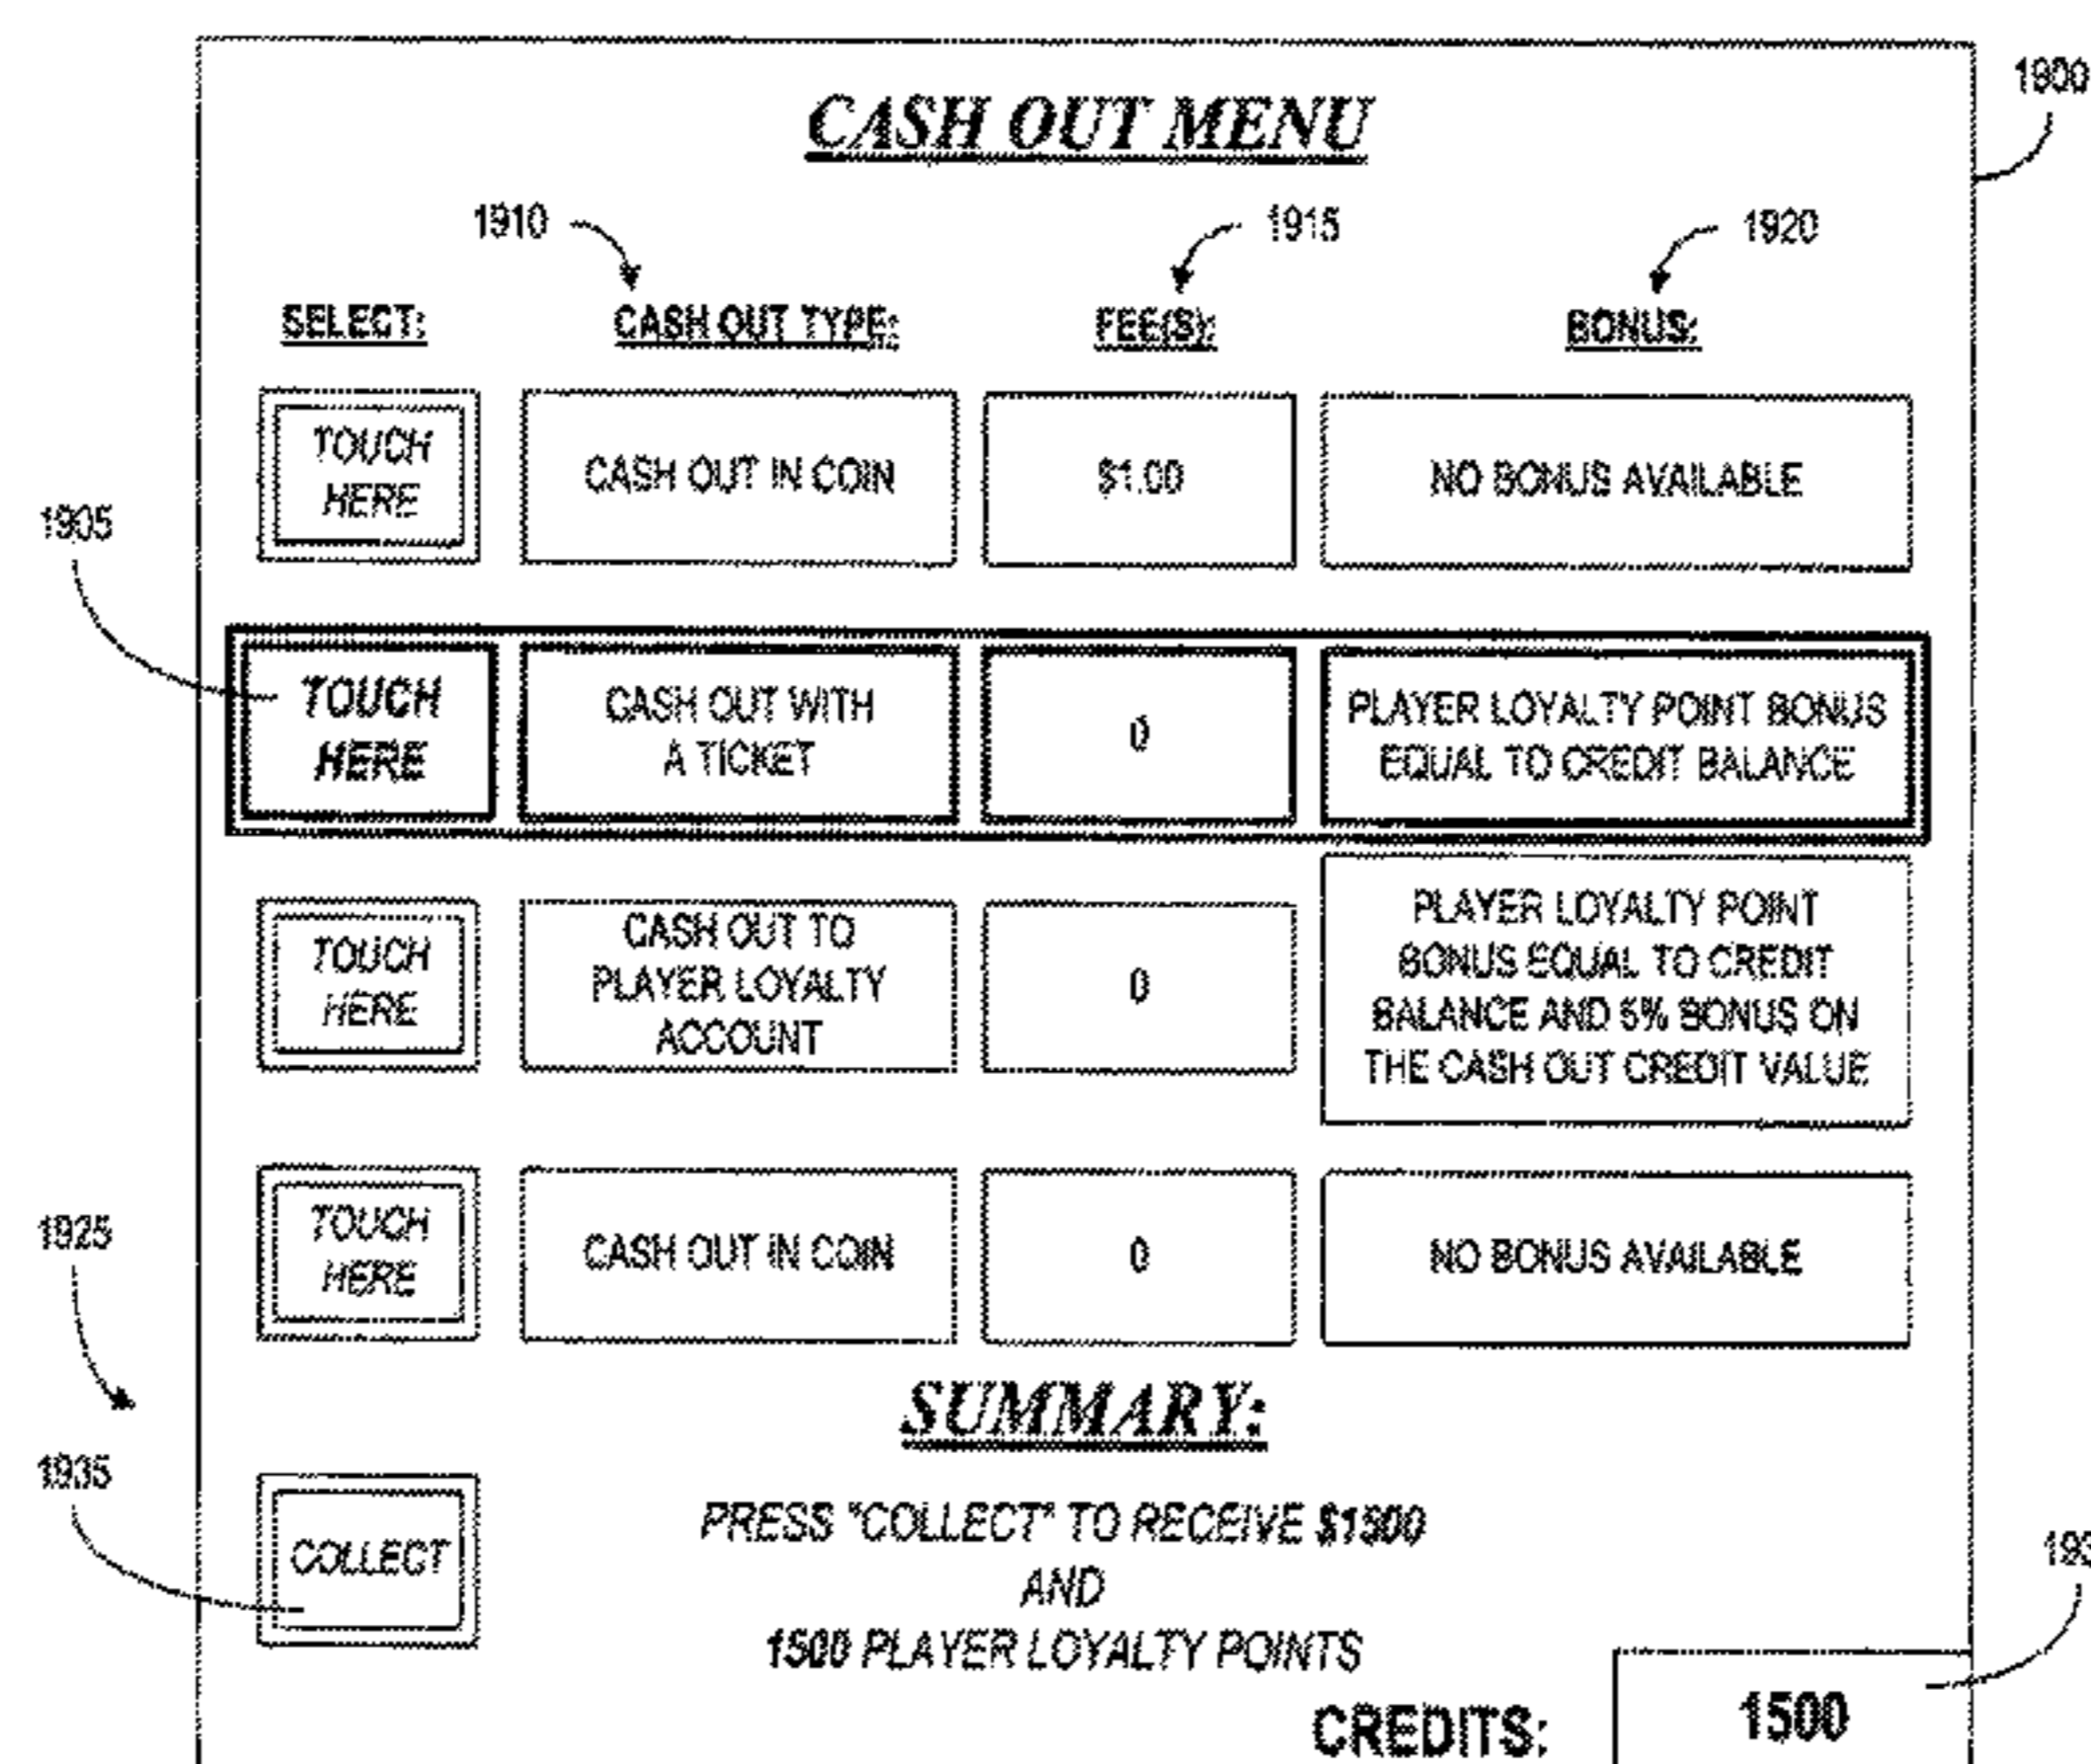 CASH OUT MENU
1900
1910
1915
1920
SELECT:
CASH OUT TYPE:
FEE(S):
BONUS:
TOUCH
HERE
CASH OUT IN COIN
$1.00
NO BONUS AVAILABLE
1905
TOUCH
HERE
CASH OUT WITH
A TICKET
0
PLAYER LOYALTY POINT BONUS
EQUAL TO CREDIT BALANCE
TOUCH
HERE
CASH OUT TO
PLAYER LOYALTY
ACCOUNT
0
PLAYER LOYALTY POINT
BONUS EQUAL TO CREDIT
BALANCE AND 5% BONUS ON
THE CASH OUT CREDIT VALUE
1925
TOUCH
HERE
CASH OUT IN COIN
0
NO BONUS AVAILABLE
SUMMARY:
1935
COLLECT
PRESS "COLLECT" TO RECEIVE $1500
AND
1500 PLAYER LOYALTY POINTS
CREDITS:
1500